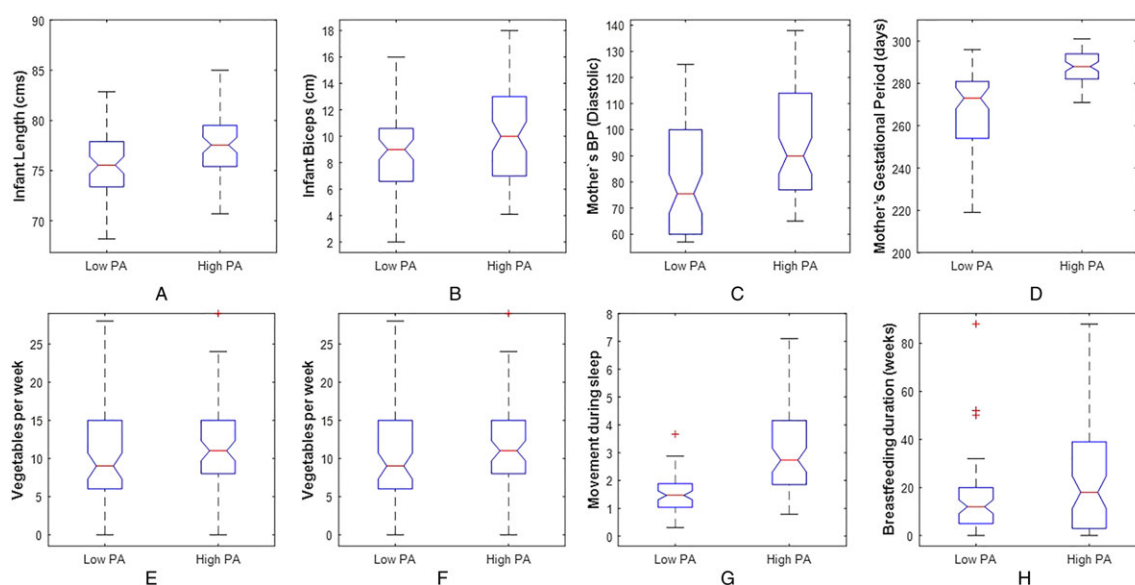 Infant Length (cms)
90
85
80
75
70
Low PA
High PA
A
Infant Biceps (cm)
18
16
14
12
10
8
6
4
2
Low PA
High PA
B
Mother`s BP (Diastolic)
140
130
120
110
100
90
80
70
60
Low PA
High PA
C
Mother`s Gestational Period (days)
300
280
260
240
220
200
Low PA
High PA
D
Vegetables per week
25
20
15
10
5
0
Low PA
High PA
E
Vegetables per week
25
20
15
10
5
0
Low PA
High PA
F
Movement during sleep
8
7
6
5
4
3
2
1
0
Low PA
High PA
G
Breastfeeding duration (weeks)
80
60
40
20
0
Low PA
High PA
H